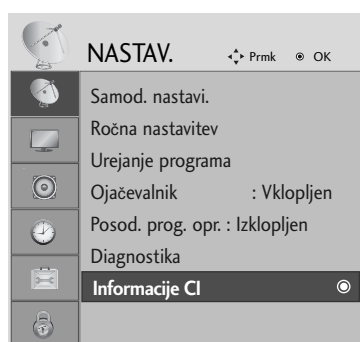 NASTAV. Prmk OK
Samod. nastavi.
Ročna nastavitev
Urejanje programa
Ojačevalnik : Vklopljen
Posod. prog. opr. : Izklopljen
Diagnostika
Informacije CI